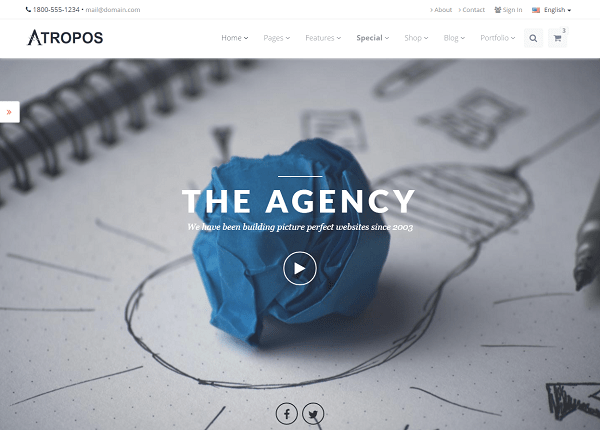 1800-555-1234 • mail@domain.com
About Contact Sign In English
ATROPOS
Home Pages Features Special Shop Blog Portfolio 3
THE AGENCY
We have been building picture perfect websites since 2003